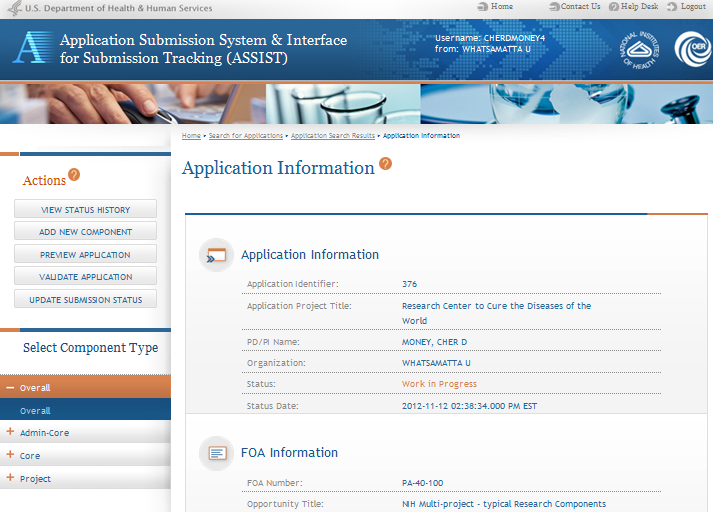 U.S. Department of Health & Human Services
Home Contact Us Help Desk Logout
Application Submission System & Interface
for Submission Tracking (ASSIST)
Username: CHERDMONEY4
from: WHATSAMATTA U
NATIONAL INSTITUTES OF HEALTH
OER
Home • Search for Applications • Application Search Results • Application Information
Application Information ?
Actions ?
VIEW STATUS HISTORY
ADD NEW COMPONENT
PREVIEW APPLICATION
VALIDATE APPLICATION
UPDATE SUBMISSION STATUS
Select Component Type
Overall
Overall
Admin-Core
Core
Project
Application Information
Application Identifier: 376
Application Project Title: Research Center to Cure the Diseases of the
World
PD/PI Name: MONEY, CHER D
Organization: WHATSAMATTA U
Status: Work in Progress
Status Date: 2012-11-12 02:38:34.000 PM EST
FOA Information
FOA Number: PA-40-100
Opportunity Title: NIH Multi-project - typical Research Components